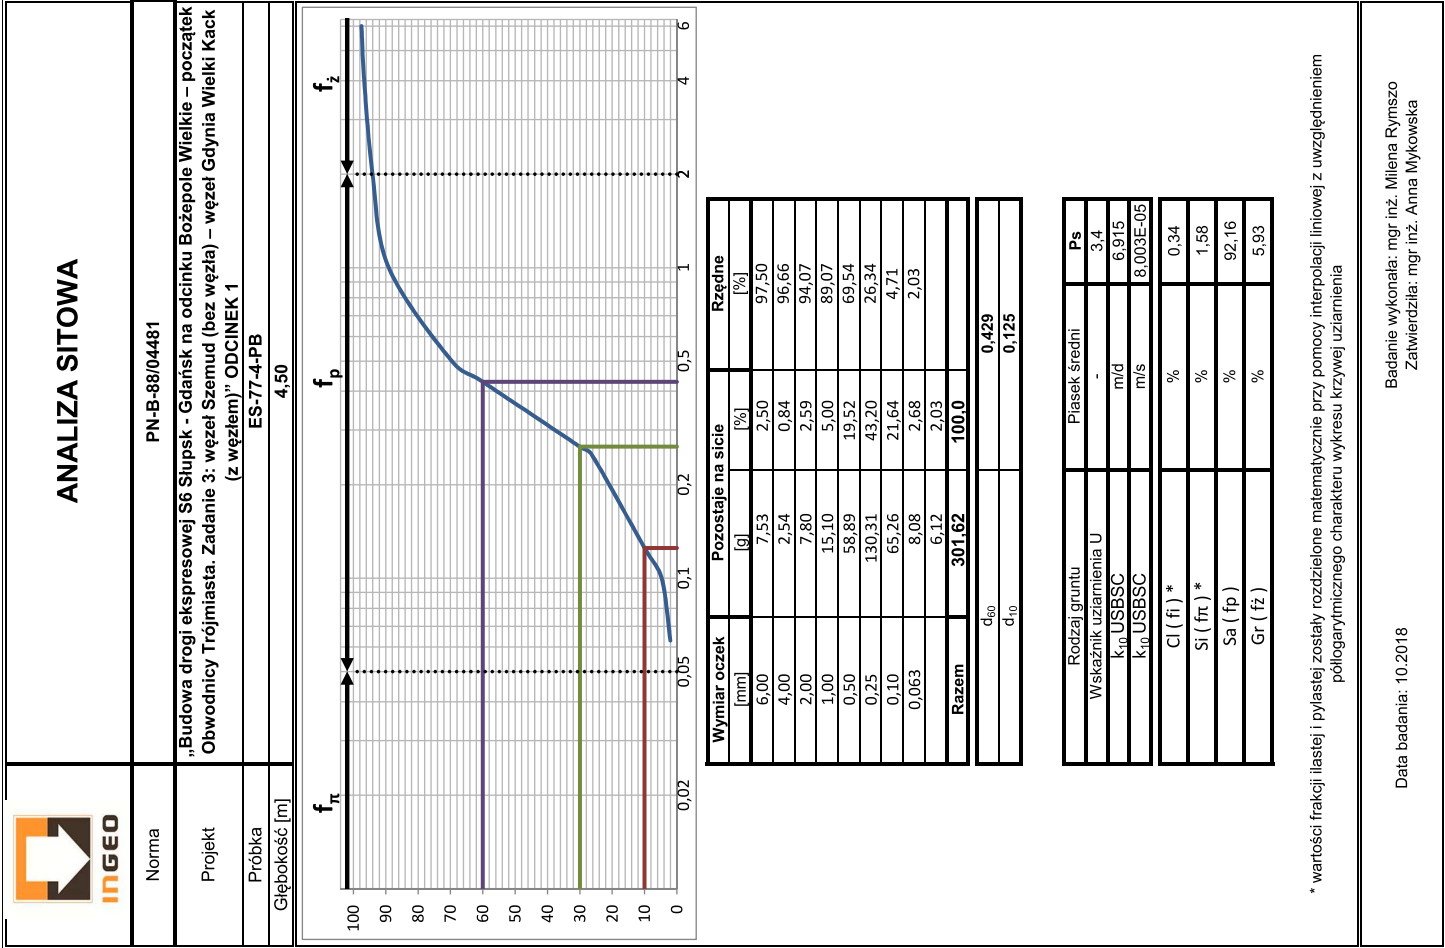 INGEO
ANALIZA SITOWA
Norma
PN-B-88/04481
Projekt
„Budowa drogi ekspresowej S6 Słupsk - Gdańsk na odcinku Bożepole Wielkie – początek
Obwodnicy Trójmiasta. Zadanie 3: węzeł Szemud (bez węzła) – węzeł Gdynia Wielki Kack
(z węzłem)” ODCINEK 1
Próbka
ES-77-4-PB
Głębokość [m]
4,50
fπ
fp
fż
100
90
80
70
60
50
40
30
20
10
0
0,02
0,05
0,1
0,2
0,5
1
2
4
6
Wymiar oczek Pozostaje na sicie Rzędne
[mm] [g] [%] [%]
6,00 7,53 2,50 97,50
4,00 2,54 0,84 96,66
2,00 7,80 2,59 94,07
1,00 15,10 5,00 89,07
0,50 58,89 19,52 69,54
0,25 130,31 43,20 26,34
0,10 65,26 21,64 4,71
0,063 8,08 2,68 2,03
6,12 2,03
Razem 301,62 100,0
d60 0,429
d10 0,125
Rodzaj gruntu Piasek średni Ps
Wskaźnik uziarnienia U - 3,4
k10 USBSC m/d 6,915
k10 USBSC m/s 8,003E-05
Cl ( fi ) * % 0,34
Si ( fπ ) * % 1,58
Sa ( fp ) % 92,16
Gr ( fż ) % 5,93
* wartości frakcji ilastej i pylastej zostały rozdzielone matematycznie przy pomocy interpolacji liniowej z uwzględnieniem
półlogarytmicznego charakteru wykresu krzywej uziarnienia
Data badania: 10.2018
Badanie wykonała: mgr inż. Milena Rymszo
Zatwierdziła: mgr inż. Anna Mykowska